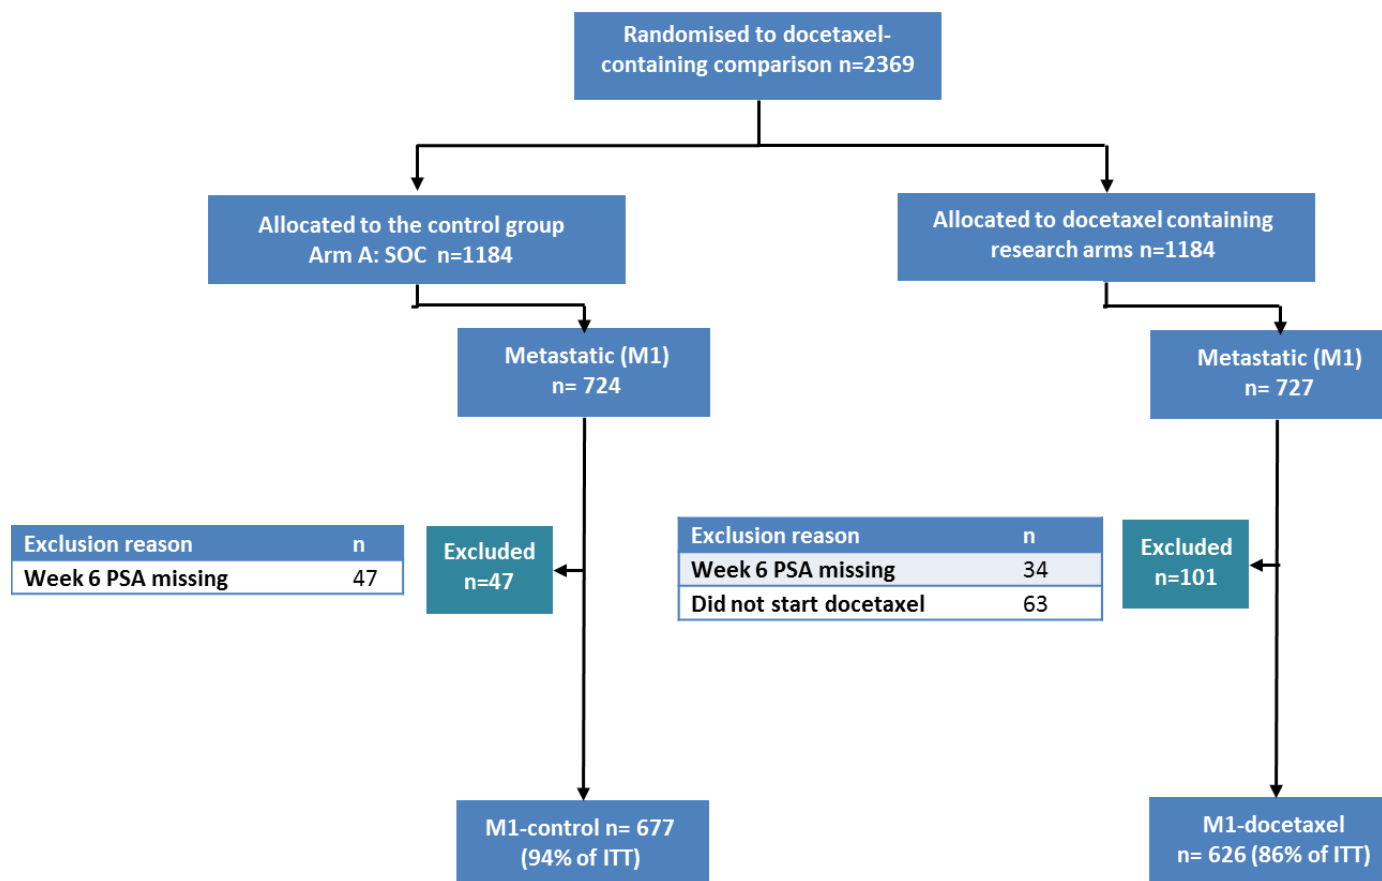 Randomised to docetaxel-
containing comparison n=2369
Allocated to the control group
Arm A: SOC n=1184
Allocated to docetaxel containing
research arms n=1184
Metastatic (M1)
n= 724
Metastatic (M1)
n= 727
Exclusion reason n
Week 6 PSA missing 47
Excluded
n=47
Exclusion reason n
Week 6 PSA missing 34
Did not start docetaxel 63
Excluded
n=101
M1-control n= 677
(94% of ITT)
M1-docetaxel
n= 626 (86% of ITT)